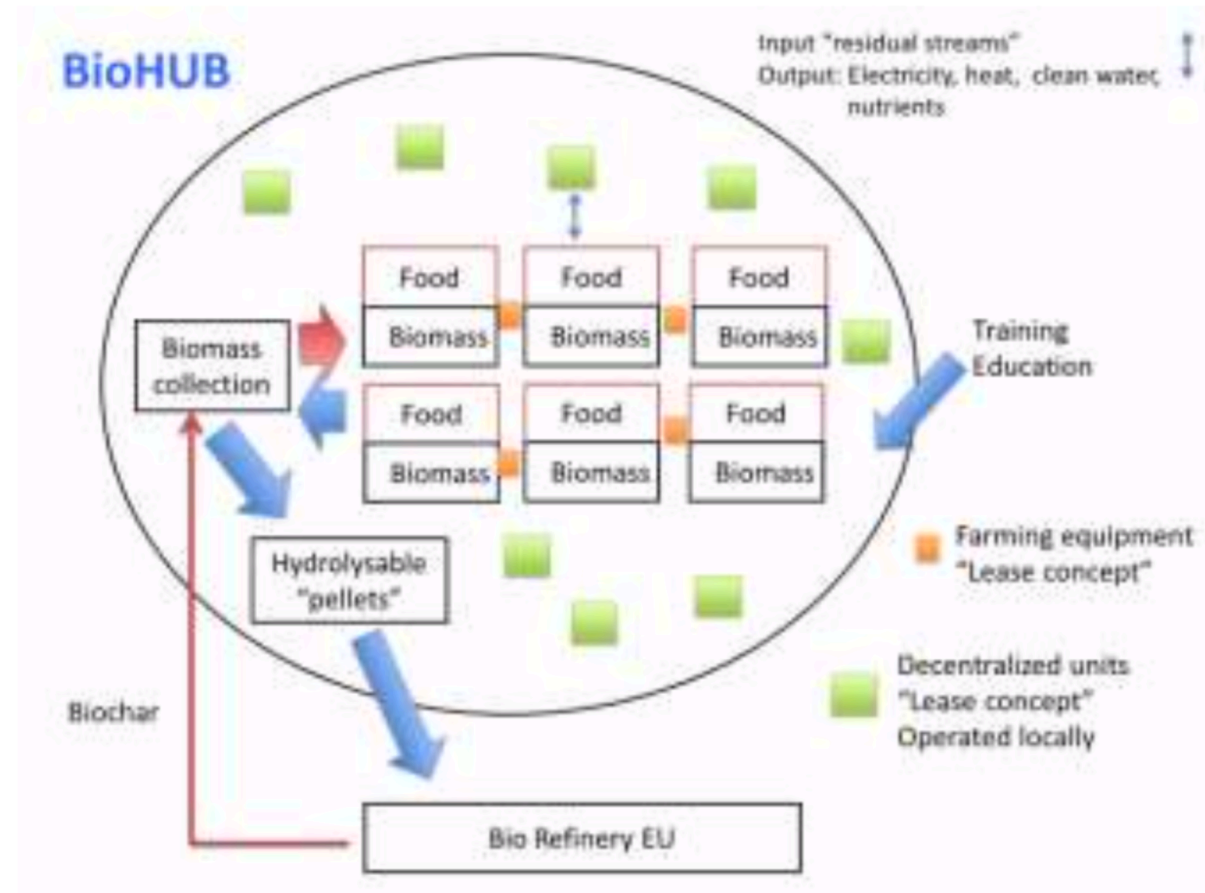 BioHUB
Input "residual streams"
Output: Electricity, heat, clean water,
nutrients
Food
Food
Food
Biomass
Biomass
Biomass
Biomass
collection
Training
Education
Food
Food
Food
Biomass
Biomass
Biomass
Hydrolysable
"pellets"
Farming equipment
"Lease concept"
Decentralized units
"Lease concept"
Operated locally
Biochar
Bio Refinery EU